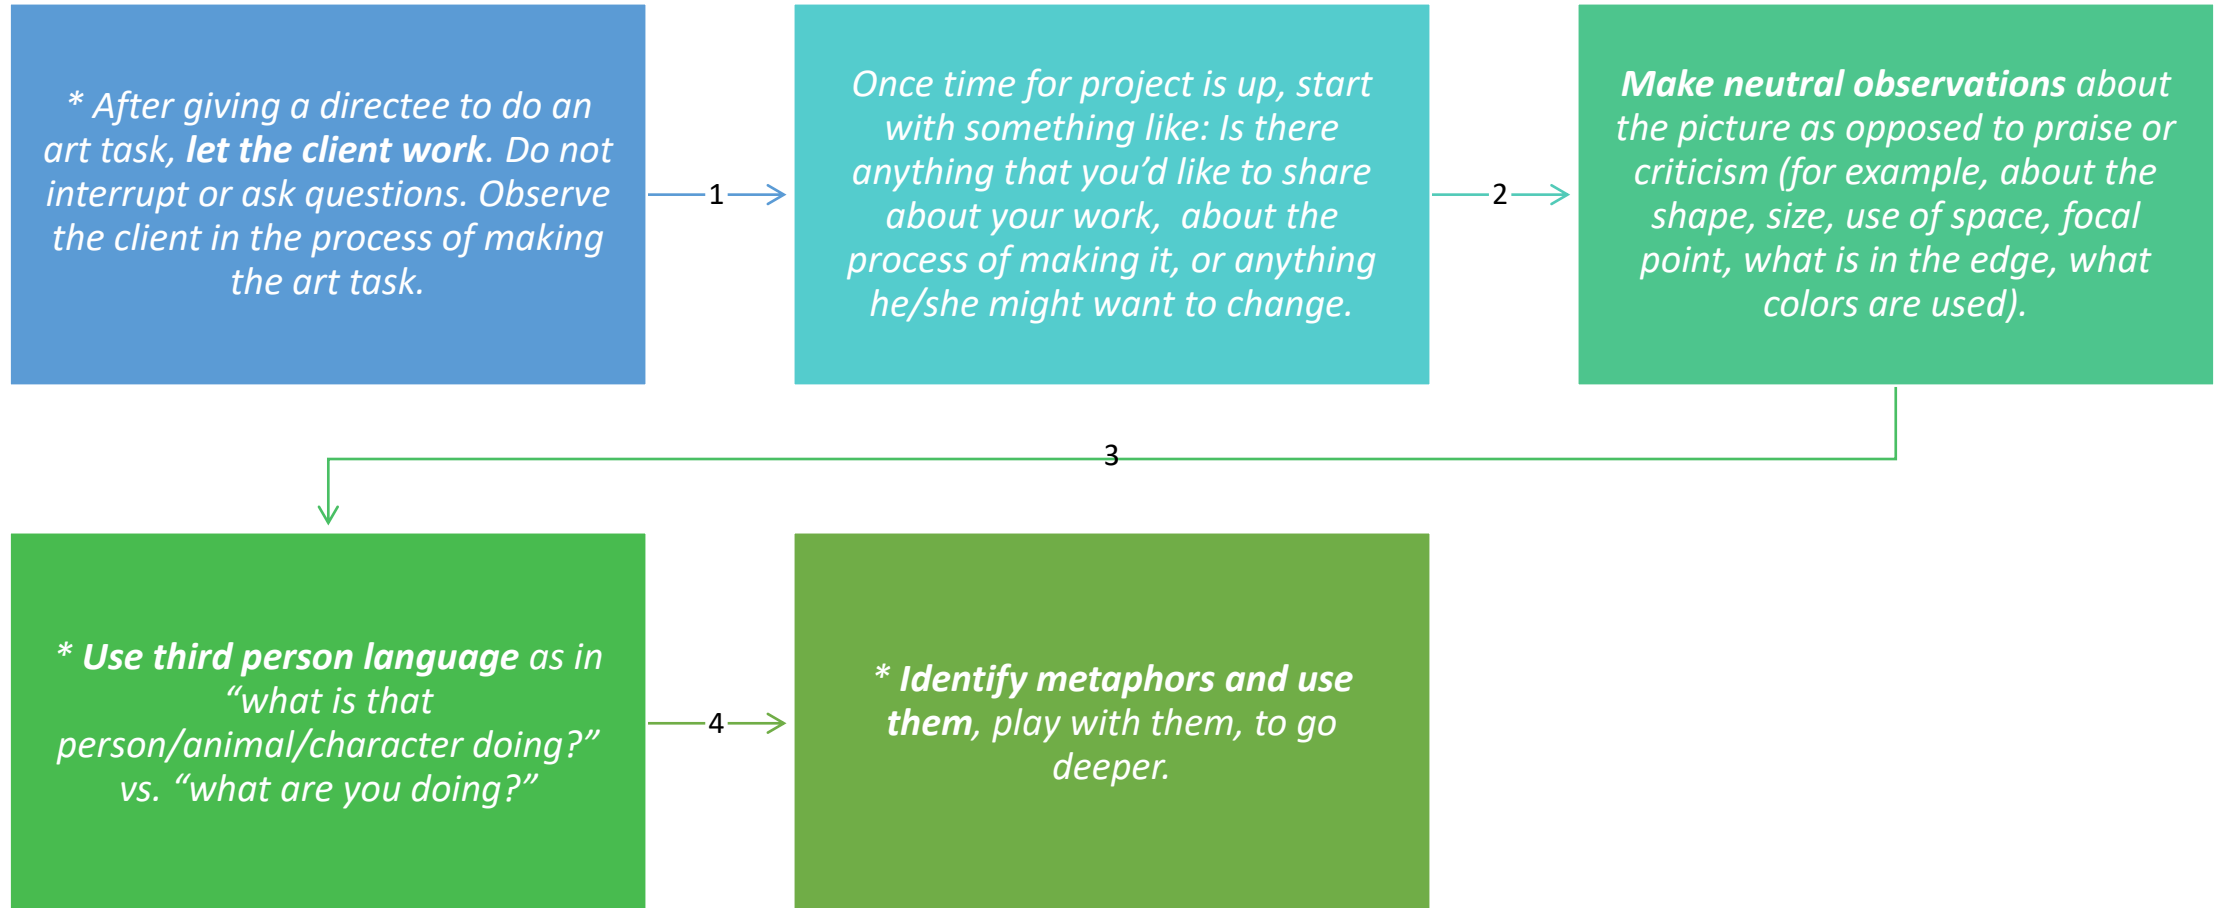 * After giving a directee to do an
art task, let the client work. Do not
interrupt or ask questions. Observe
the client in the process of making
the art task.
1
Once time for project is up, start
with something like: Is there
anything that you’d like to share
about your work,  about the
process of making it, or anything
he/she might want to change.
2
Make neutral observations about
the picture as opposed to praise or
criticism (for example, about the
shape, size, use of space, focal
point, what is in the edge, what
colors are used).
3
* Use third person language as in
“what is that
person/animal/character doing?”
vs. “what are you doing?”
4
* Identify metaphors and use
them, play with them, to go
deeper.